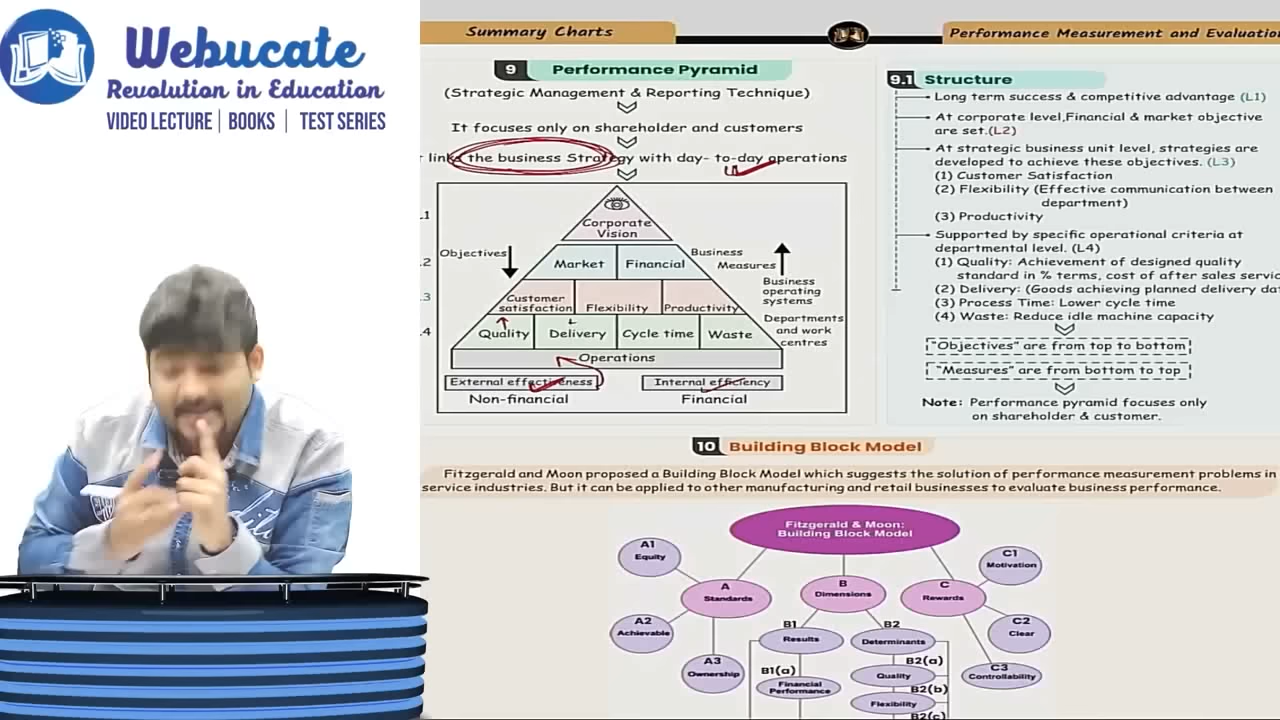 Webucate
Revolution in Education
VIDEO LECTURE | BOOKS | TEST SERIES
Summary Charts
Performance Measurement and Evaluation
9 Performance Pyramid
(Strategic Management & Reporting Technique)
It focuses only on shareholder and customers
links the business Strategy with day- to-day operations
L1
Corporate
Vision
Objectives
Business
Measures
2
Market
Financial
Business
operating
systems
3
Customer
satisfaction
Flexibility
Productivity
Departments
and work
centres
4
Quality
Delivery
Cycle time
Waste
Operations
External effectiveness
Internal efficiency
Non-financial
Financial
9.1 Structure
Long term success & competitive advantage (L1)
At corporate level,Financial & market objective
are set.(L2)
At strategic business unit level, strategies are
developed to achieve these objectives. (L3)
(1) Customer Satisfaction
(2) Flexibility (Effective communication between
department)
(3) Productivity
Supported by specific operational criteria at
departmental level. (L4)
(1) Quality: Achievement of designed quality
standard in % terms, cost of after sales servic
(2) Delivery: (Goods achieving planned delivery dat
(3) Process Time: Lower cycle time
(4) Waste: Reduce idle machine capacity
"Objectives" are from top to bottom
"Measures" are from bottom to top
Note: Performance pyramid focuses only
on shareholder & customer.
10 Building Block Model
Fitzgerald and Moon proposed a Building Block Model which suggests the solution of performance measurement problems in
service industries. But it can be applied to other manufacturing and retail businesses to evaluate business performance.
Fitzgerald & Moon:
Building Block Model
A1
Equity
C1
Motivation
A
Standards
B
Dimensions
C
Rewards
A2
Achievable
B1
Results
B2
Determinants
C2
Clear
A3
Ownership
B1(a)
Financial
Performance
B2(a)
Quality
B2(b)
Flexibility
B2(c)
C3
Controllability